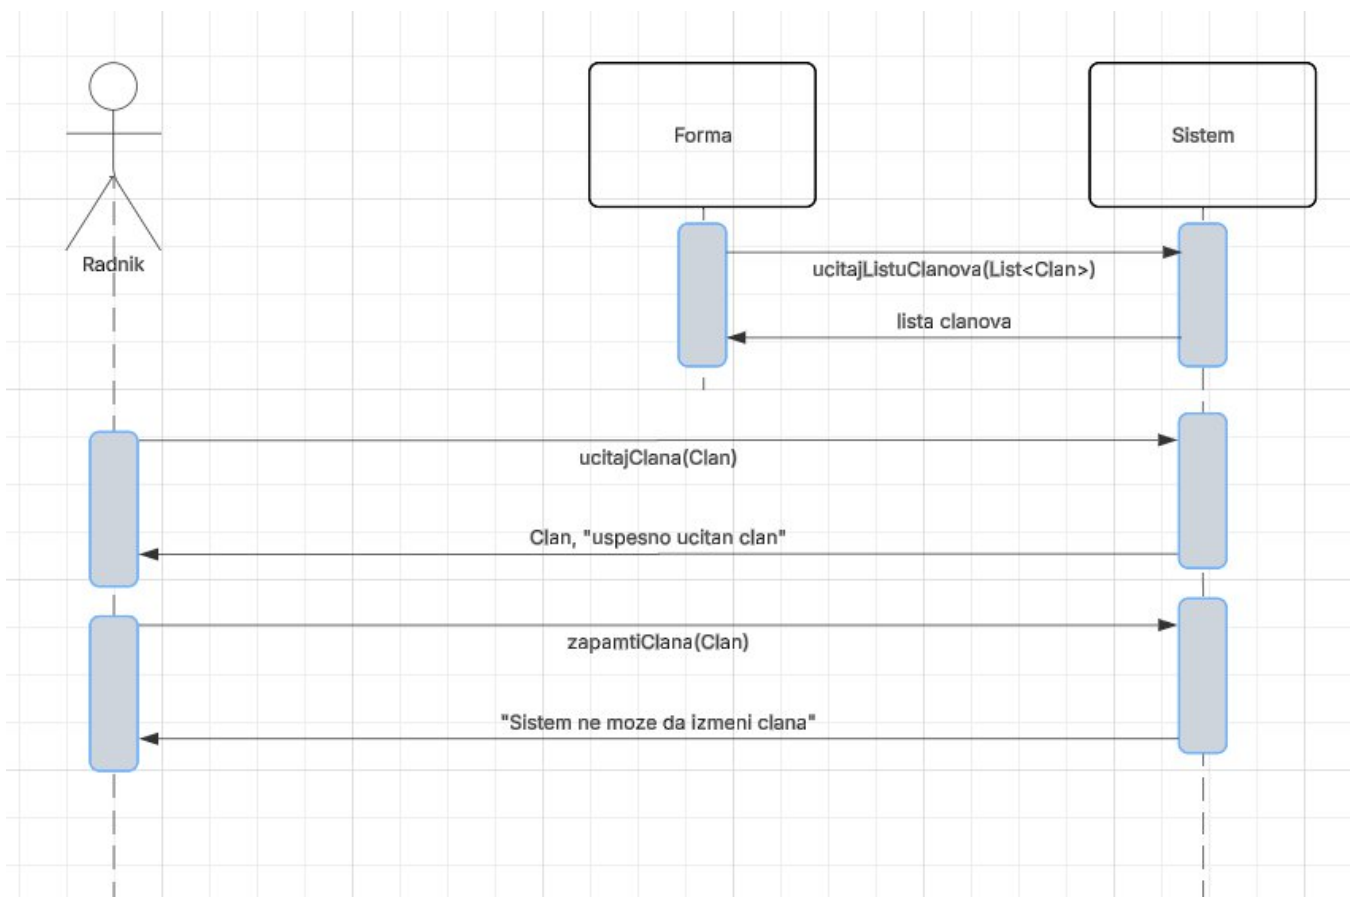 Forma
Sistem
Radnik
ucitajListuClanova(List<Clan>)
lista clanova
ucitajClana(Clan)
Clan, "uspesno ucitan clan"
zapamtiClana(Clan)
"Sistem ne moze da izmeni clana"